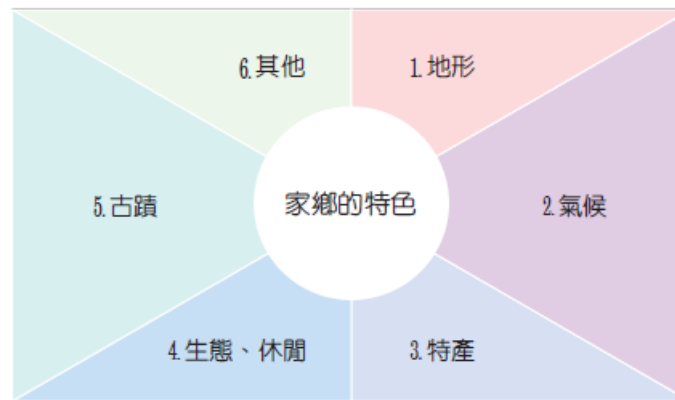 6.其他
1.地形
5.古蹟
家鄉的特色
2.氣候
4.生態、休閒
3.特產